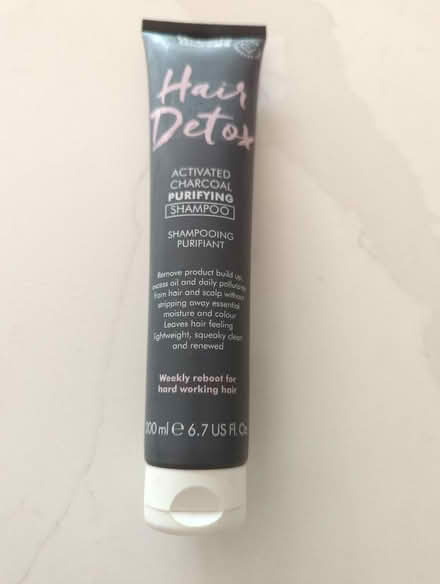 Hair
Detox
ACTIVATED
CHARCOAL
PURIFYING
SHAMPOO
SHAMPOOING
PURIFIANT
Remove product build up,
excess oil and daily pollutants
from hair and scalp without
stripping away essential
moisture and colour
Leaves hair feeling
lightweight, squeaky clean
and renewed
Weekly reboot for
hard working hair
200 ml e 6.7 US Fl. Oz